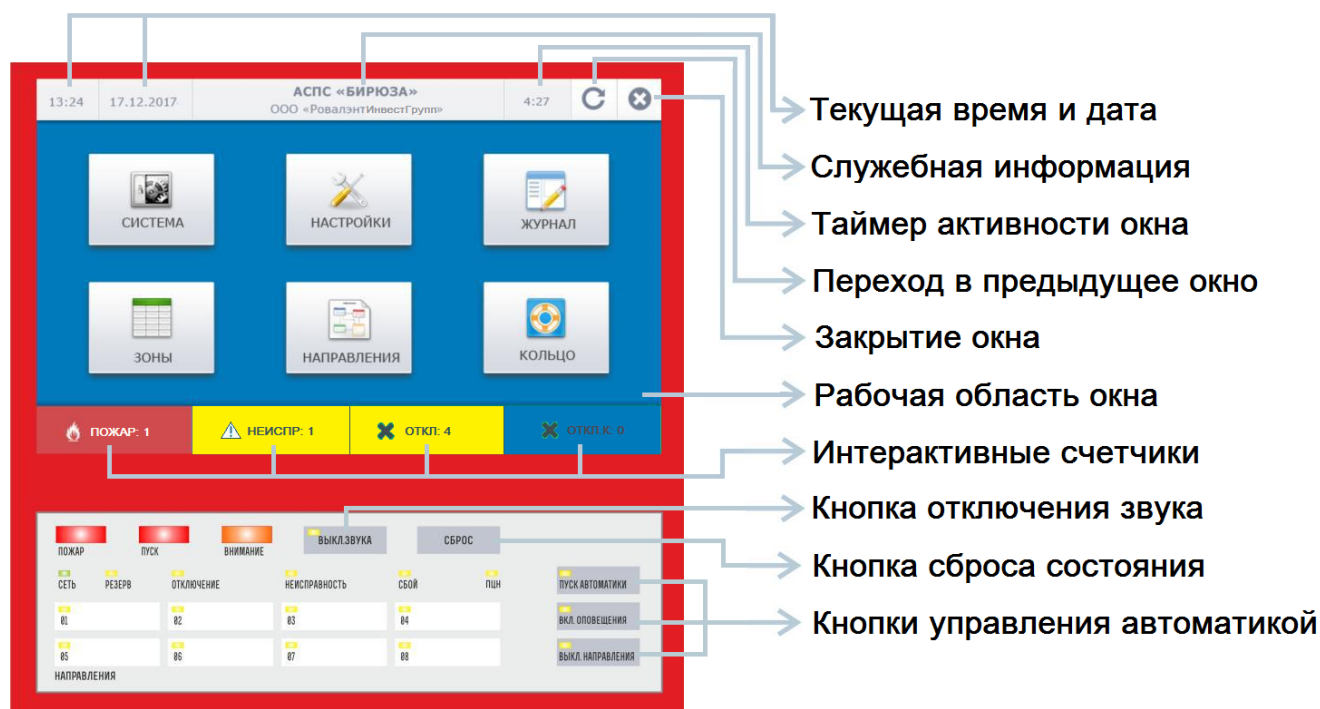 13:24 17.12.2017 АСПС «БИРЮЗА» 4:27
ООО «РовалэнтИнвестГрупп»
СИСТЕМА НАСТРОЙКИ ЖУРНАЛ
ЗОНЫ НАПРАВЛЕНИЯ КОЛЬЦО
ПОЖАР: 1 НЕИСПР: 1 ОТКЛ: 4 ОТКЛ.К: 0
ВЫКЛ.ЗВУКА СБРОС
ПОЖАР ПУСК ВНИМАНИЕ
СЕТЬ РЕЗЕРВ ОТКЛЮЧЕНИЕ НЕИСПРАВНОСТЬ СБОЙ ПШН ПУСК АВТОМАТИКИ
01 02 03 04 ВКЛ. ОПОВЕЩЕНИЯ
05 06 07 08 ВЫКЛ. НАПРАВЛЕНИЯ
НАПРАВЛЕНИЯ
Текущая время и дата
Служебная информация
Таймер активности окна
Переход в предыдущее окно
Закрытие окна
Рабочая область окна
Интерактивные счетчики
Кнопка отключения звука
Кнопка сброса состояния
Кнопки управления автоматикой